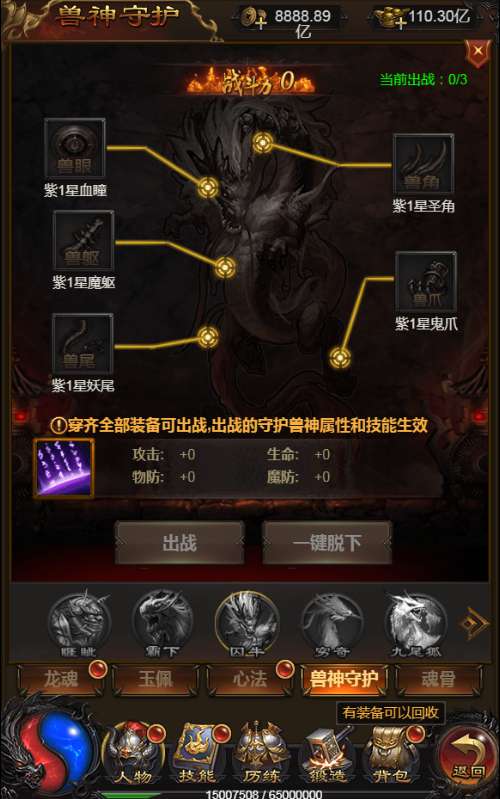 兽神守护
8888.89亿
110.30亿
战斗力 0
当前出战：0/3
兽眼
紫1星血瞳
兽角
紫1星圣角
兽躯
紫1星魔躯
兽爪
紫1星鬼爪
兽尾
紫1星妖尾
穿齐全部装备可出战,出战的守护兽神属性和技能生效
攻击: +0 生命: +0
物防: +0 魔防: +0
出战 一键脱下
睚眦 霸下 囚牛 穷奇 九尾狐
龙魂 玉佩 心法 兽神守护 魂骨
有装备可以回收
人物 技能 历练 锻造 背包 返回
15007508 / 65000000